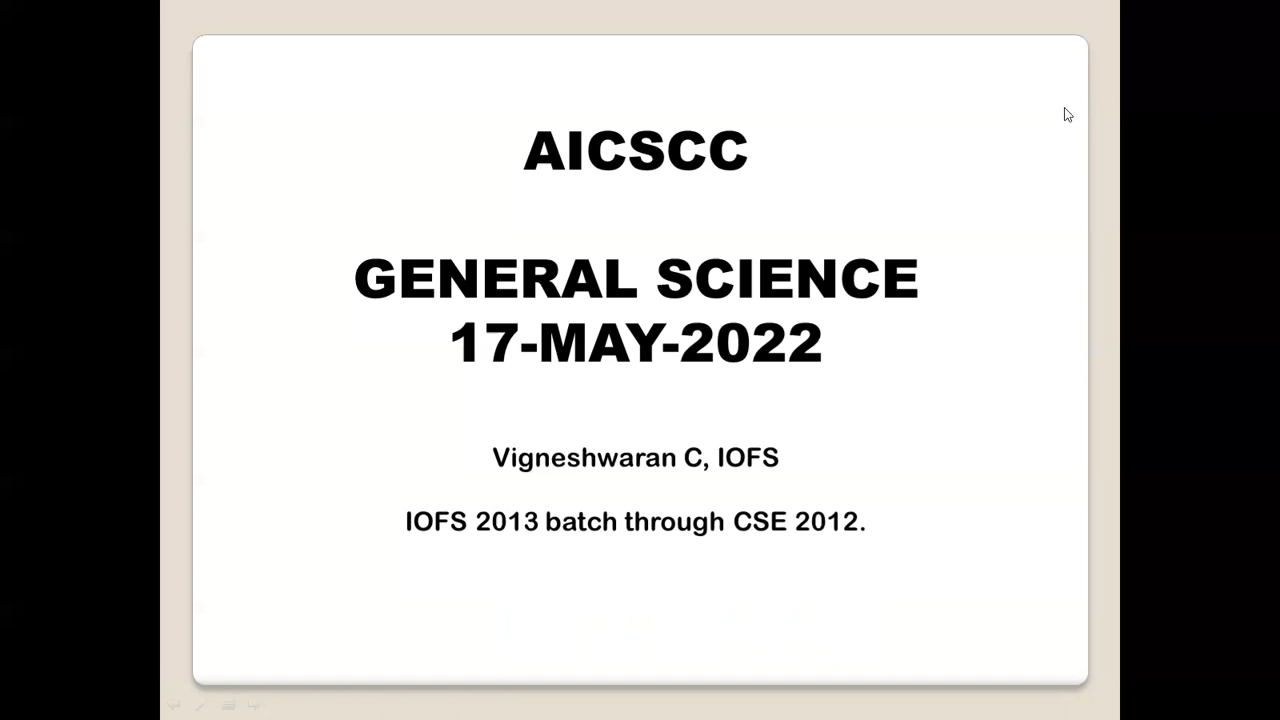 AICSCC
GENERAL SCIENCE
17-MAY-2022
Vigneshwaran C, IOFS
IOFS 2013 batch through CSE 2012.